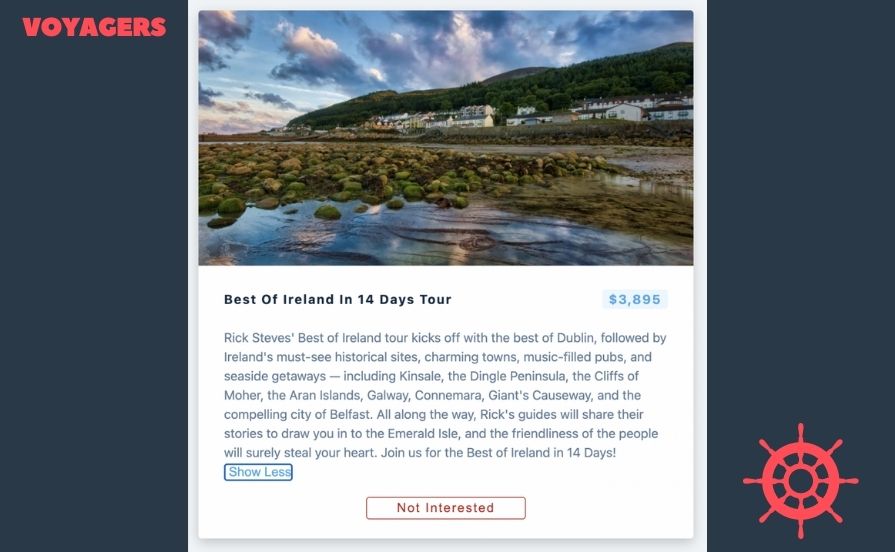 VOYAGERS
Best Of Ireland In 14 Days Tour
$3,895
Rick Steves' Best of Ireland tour kicks off with the best of Dublin, followed by
Ireland's must-see historical sites, charming towns, music-filled pubs, and
seaside getaways — including Kinsale, the Dingle Peninsula, the Cliffs of
Moher, the Aran Islands, Galway, Connemara, Giant's Causeway, and the
compelling city of Belfast. All along the way, Rick's guides will share their
stories to draw you in to the Emerald Isle, and the friendliness of the people
will surely steal your heart. Join us for the Best of Ireland in 14 Days!
Show Less
Not Interested